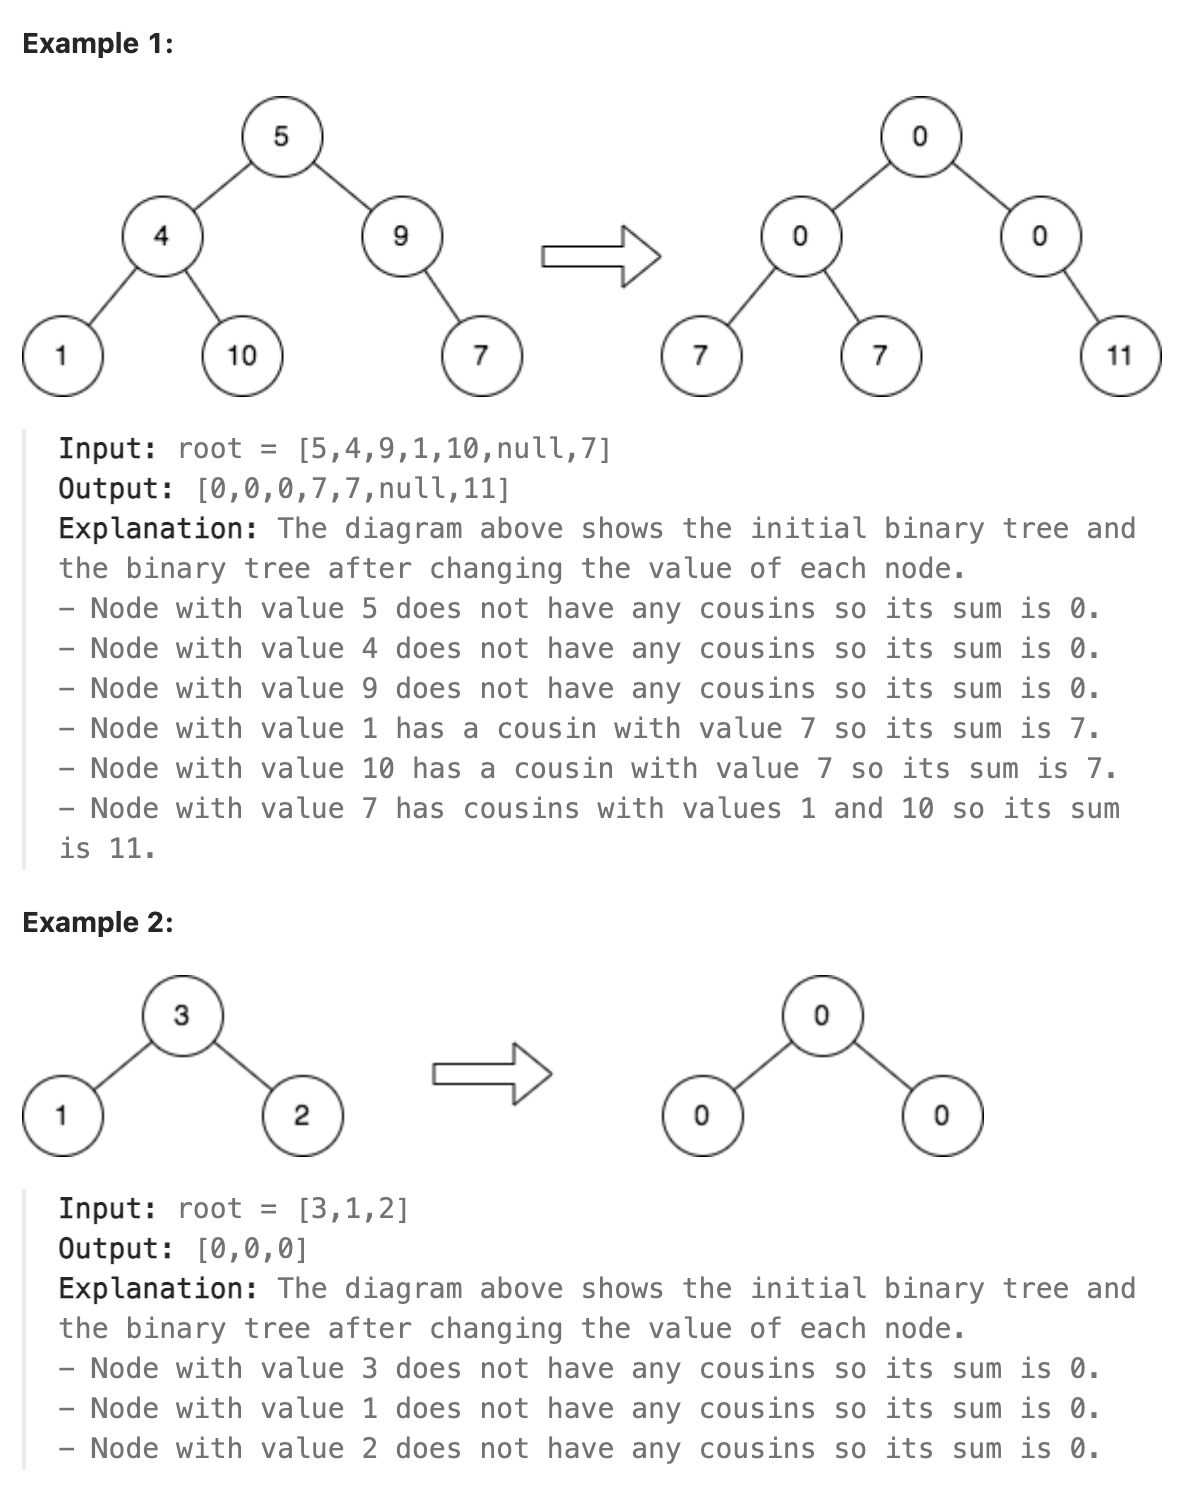 Example 1:
5 0
4 9 0 0
1 10 7 7 7 11
Input: root = [5,4,9,1,10,null,7]
Output: [0,0,0,7,7,null,11]
Explanation: The diagram above shows the initial binary tree and
the binary tree after changing the value of each node.
- Node with value 5 does not have any cousins so its sum is 0.
- Node with value 4 does not have any cousins so its sum is 0.
- Node with value 9 does not have any cousins so its sum is 0.
- Node with value 1 has a cousin with value 7 so its sum is 7.
- Node with value 10 has a cousin with value 7 so its sum is 7.
- Node with value 7 has cousins with values 1 and 10 so its sum
is 11.
Example 2:
3 0
1 2 0 0
Input: root = [3,1,2]
Output: [0,0,0]
Explanation: The diagram above shows the initial binary tree and
the binary tree after changing the value of each node.
- Node with value 3 does not have any cousins so its sum is 0.
- Node with value 1 does not have any cousins so its sum is 0.
- Node with value 2 does not have any cousins so its sum is 0.